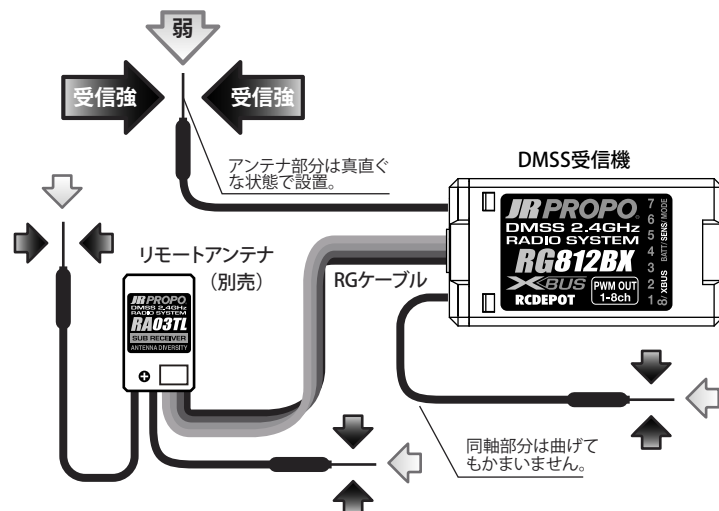 弱
受信強
受信強
アンテナ部分は真直ぐ
な状態で設置。
DMSS受信機
JR PROPO
DMSS 2.4GHz
RADIO SYSTEM
RG812BX
XBUS
RCDEPOT
PWM OUT
1-8ch
7
6
5
4
3
2
1
8/XBUS
BATT/SENS/MODE
リモートアンテナ
（別売）
RGケーブル
JR PROPO
DMSS 2.4GHz
RADIO SYSTEM
RA03TL
SUB RECEIVER
ANTENNA DIVERSITY
同軸部分は曲げて
もかまいません。